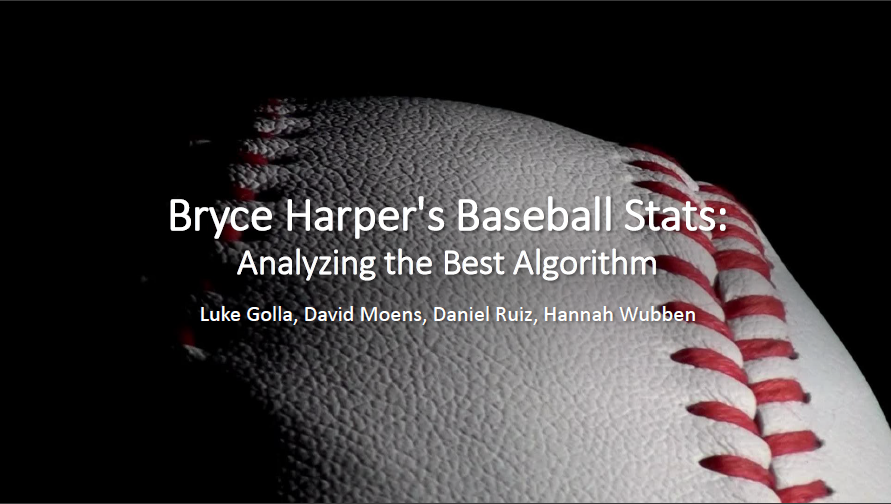 Bryce Harper's Baseball Stats:
Analyzing the Best Algorithm
Luke Golla, David Moens, Daniel Ruiz, Hannah Wubben